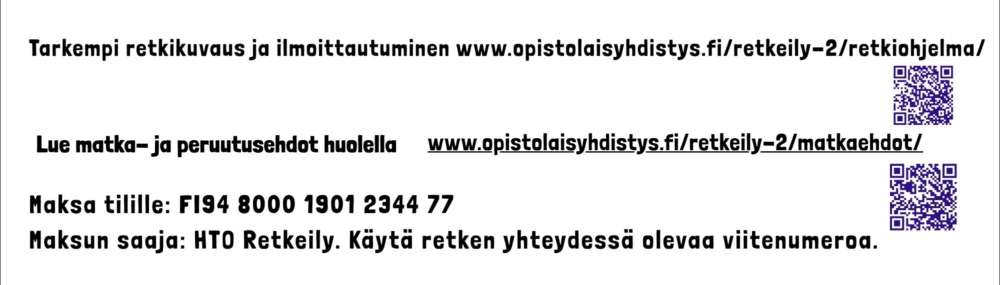 Tarkempi retkikuvaus ja ilmoittautuminen www.opistolaisyhdistys.fi/retkeily-2/retkiohjelma/
Lue matka- ja peruutusehdot huolella www.opistolaisyhdistys.fi/retkeily-2/matkaehdot/
Maksa tilille: FI94 8000 1901 2344 77
Maksun saaja: HTO Retkeily. Käytä retken yhteydessä olevaa viitenumeroa.